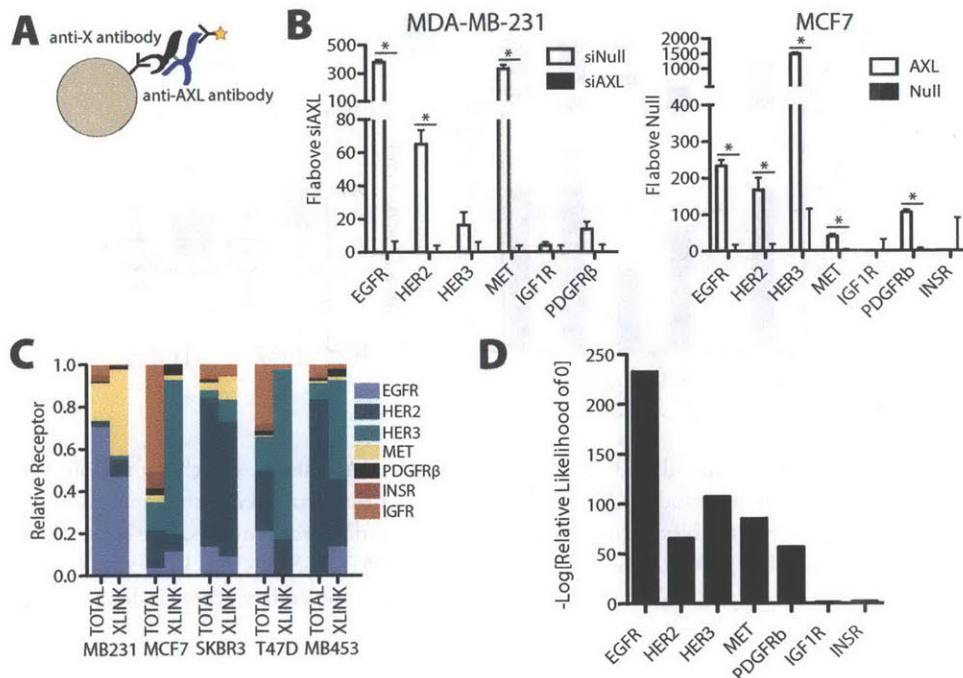 A
anti-X antibody
anti-AXL antibody
B
MDA-MB-231
FI above siAXL
500
300
100
80
60
40
20
0
*
*
*
siNull
siAXL
EGFR
HER2
HER3
MET
IGF1R
PDGFRβ
MCF7
FI above Null
2000
1500
1000
400
300
200
100
0
*
*
*
*
*
AXL
Null
EGFR
HER2
HER3
MET
IGF1R
PDGFRb
INSR
C
Relative Receptor
1.0
0.8
0.6
0.4
0.2
0.0
EGFR
HER2
HER3
MET
PDGFRβ
INSR
IGFR
TOTAL
XLINK
TOTAL
XLINK
TOTAL
XLINK
TOTAL
XLINK
TOTAL
XLINK
MB231 MCF7 SKBR3 T47D MB453
D
-Log[Relative Likelihood of 0]
250
200
150
100
50
0
EGFR
HER2
HER3
MET
PDGFRb
IGF1R
INSR